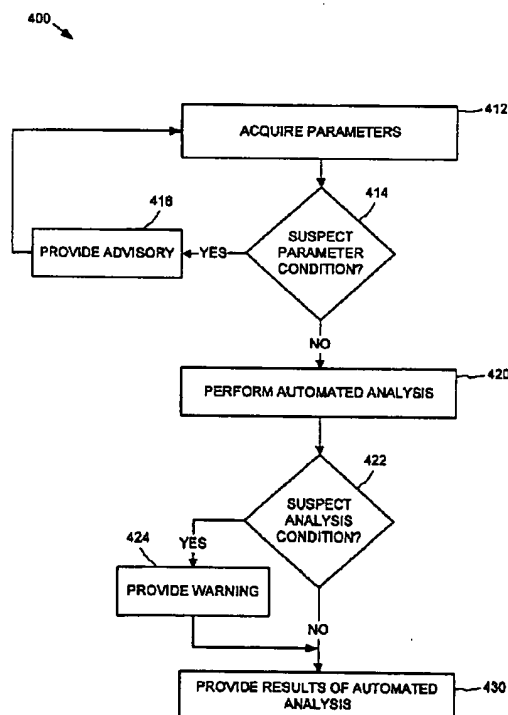 400
412
ACQUIRE PARAMETERS
416
414
PROVIDE ADVISORY
YES
SUSPECT
PARAMETER
CONDITION?
NO
420
PERFORM AUTOMATED ANALYSIS
422
SUSPECT
ANALYSIS
CONDITION?
424
YES
PROVIDE WARNING
NO
430
PROVIDE RESULTS OF AUTOMATED
ANALYSIS